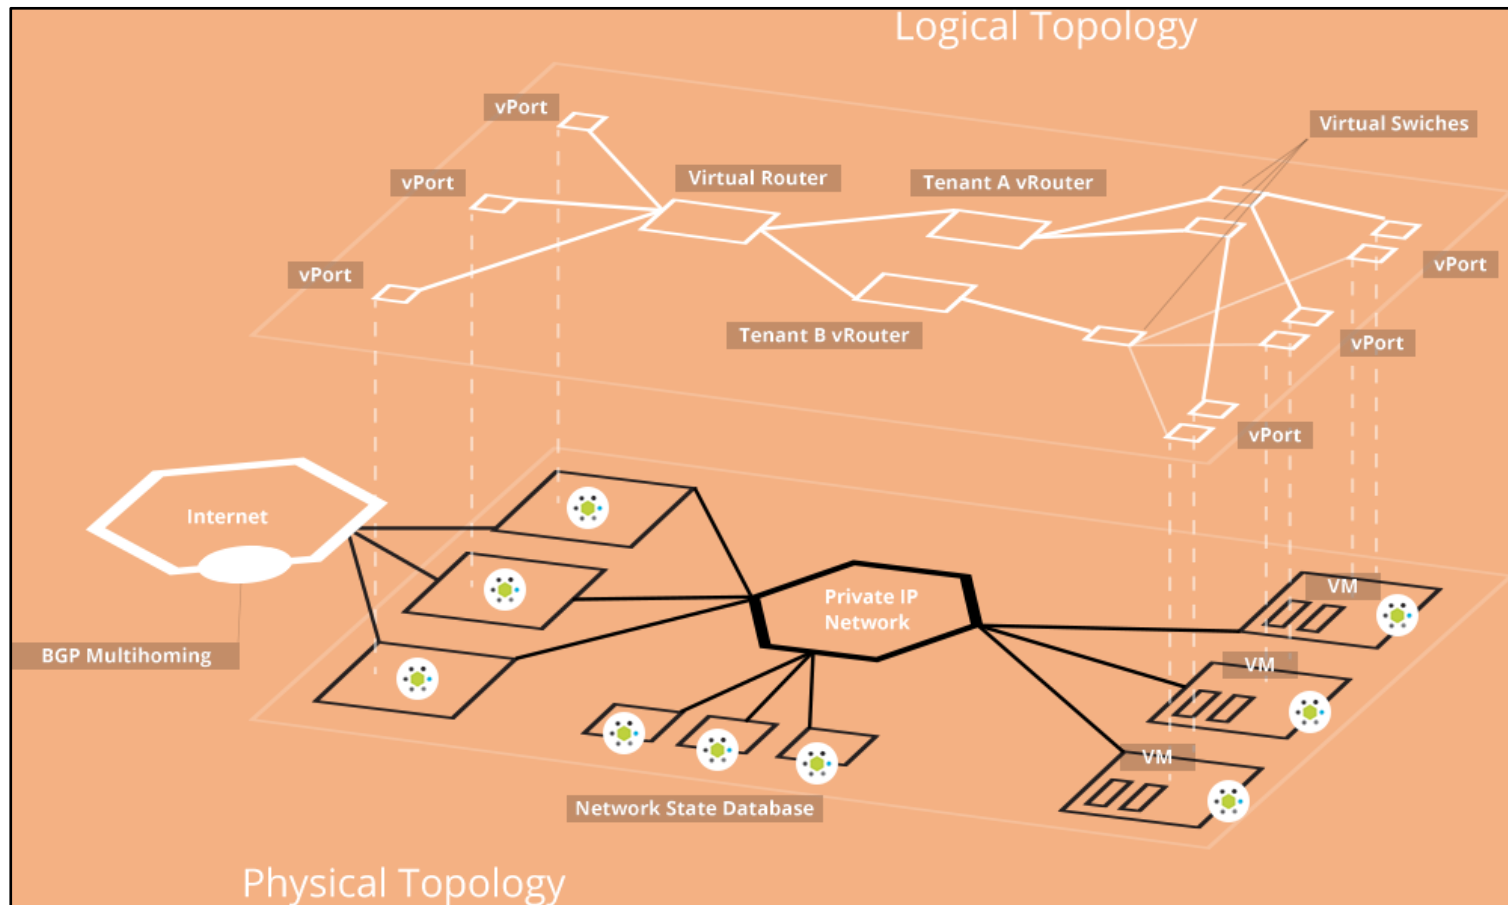 Logical Topology
vPort
Virtual Swiches
Virtual Router
Tenant A vRouter
vPort
vPort
vPort
Tenant B vRouter
vPort
vPort
Internet
VM
Private IP
Network
BGP Multihoming
VM
VM
Network State Database
Physical Topology